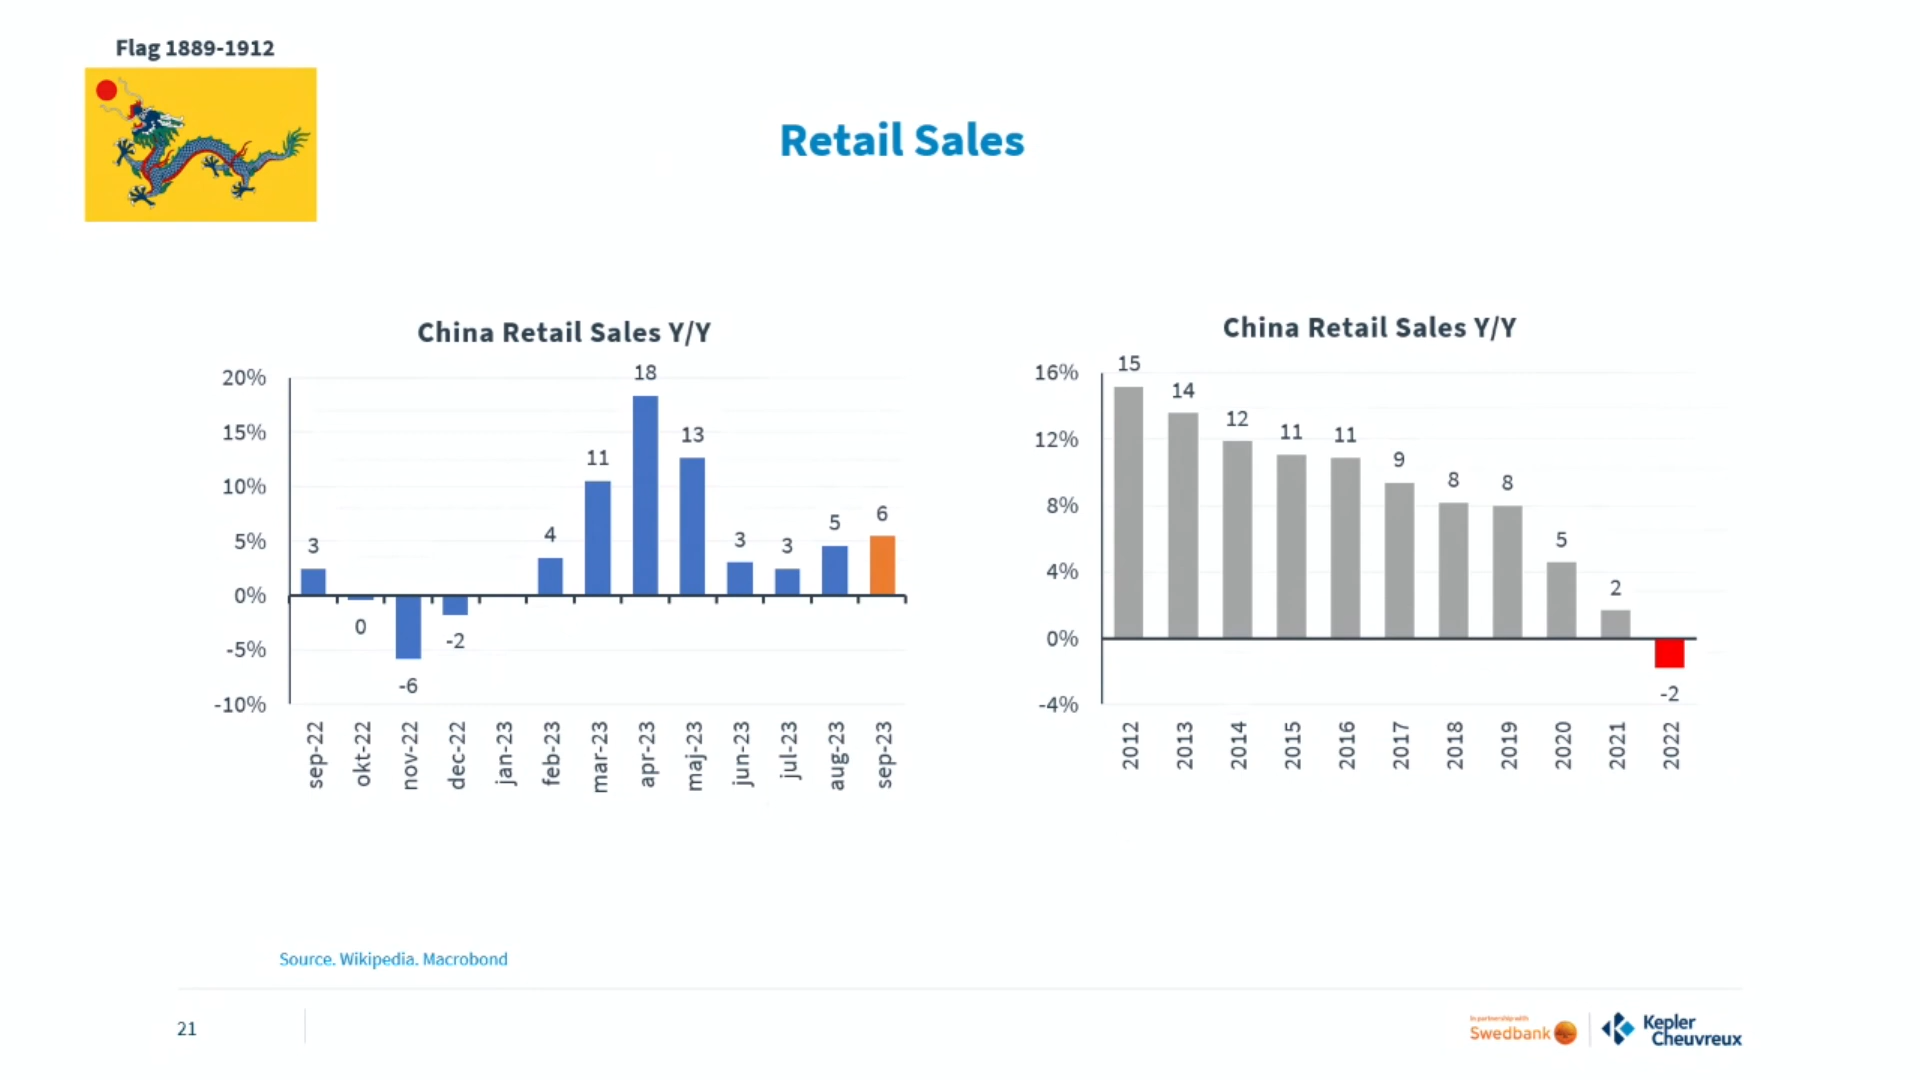 Flag 1889-1912
Retail Sales
China Retail Sales Y/Y
20%
15%
10%
5%
0%
-5%
-10%
3
0
-6
-2
4
11
18
13
3
3
5
6
sep-22
okt-22
nov-22
dec-22
jan-23
feb-23
mar-23
apr-23
maj-23
jun-23
jul-23
aug-23
sep-23
China Retail Sales Y/Y
16%
12%
8%
4%
0%
-4%
15
14
12
11
11
9
8
8
5
2
-2
2012
2013
2014
2015
2016
2017
2018
2019
2020
2021
2022
Source. Wikipedia. Macrobond
21
In partnership with
Swedbank
Kepler
Cheuvreux